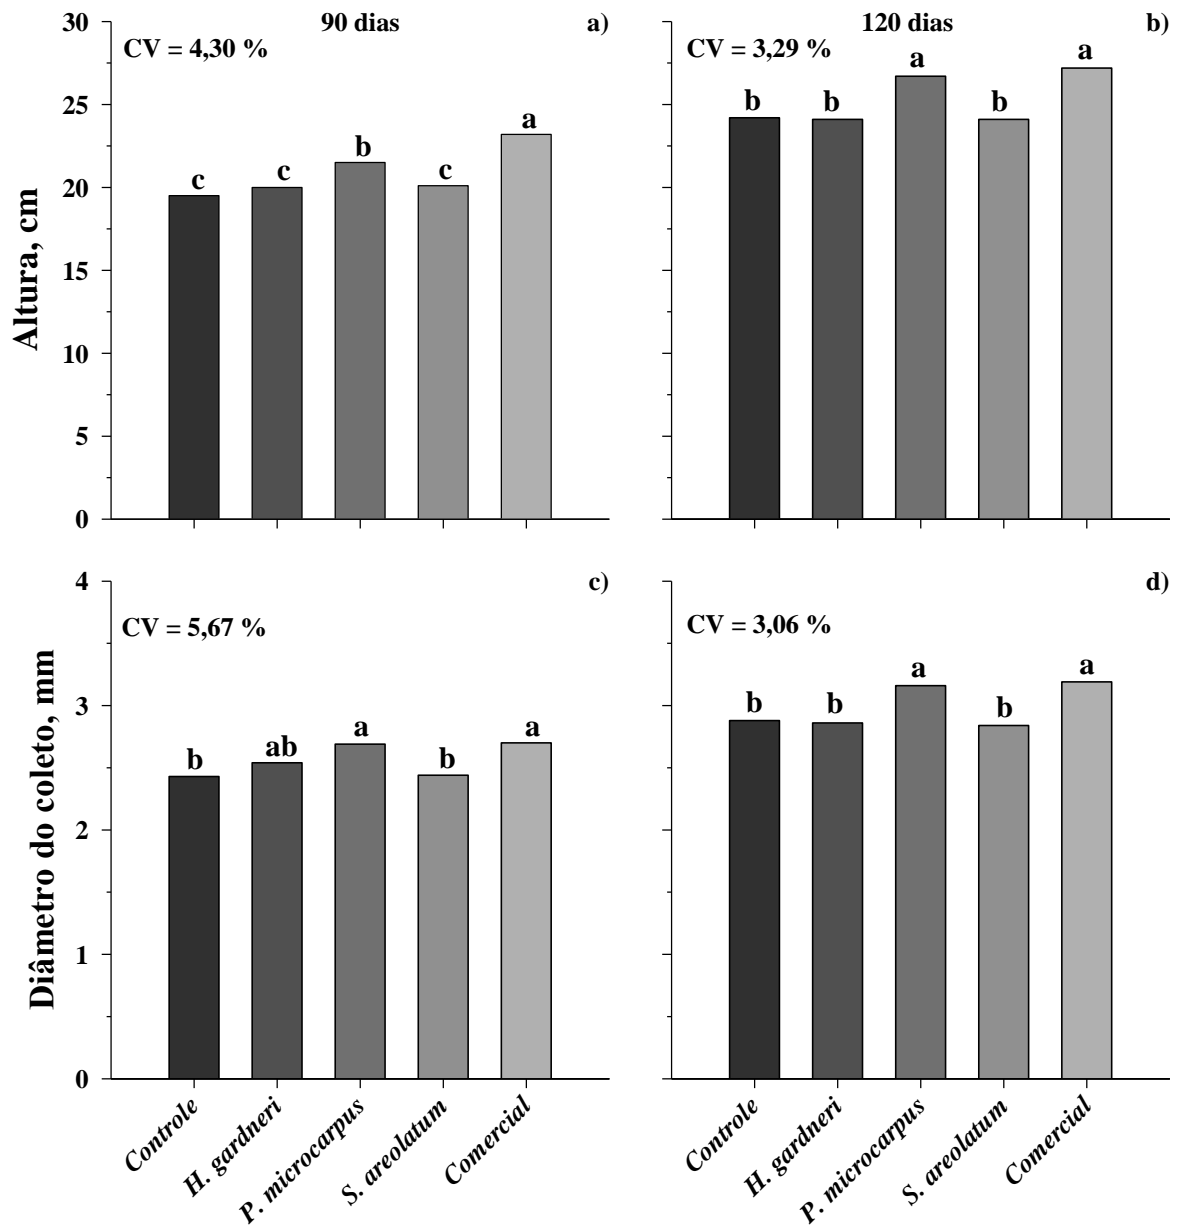 90 dias
a)
CV = 4,30 %
30
25
20
15
10
5
0
Altura, cm
c
c
b
c
a
120 dias
b)
CV = 3,29 %
b
b
a
b
a
c)
CV = 5,67 %
4
3
2
1
0
Diâmetro do coleto, mm
b
ab
a
b
a
Controle
H. gardneri
P. microcarpus
S. areolatum
Comercial
d)
CV = 3,06 %
b
b
a
b
a
Controle
H. gardneri
P. microcarpus
S. areolatum
Comercial